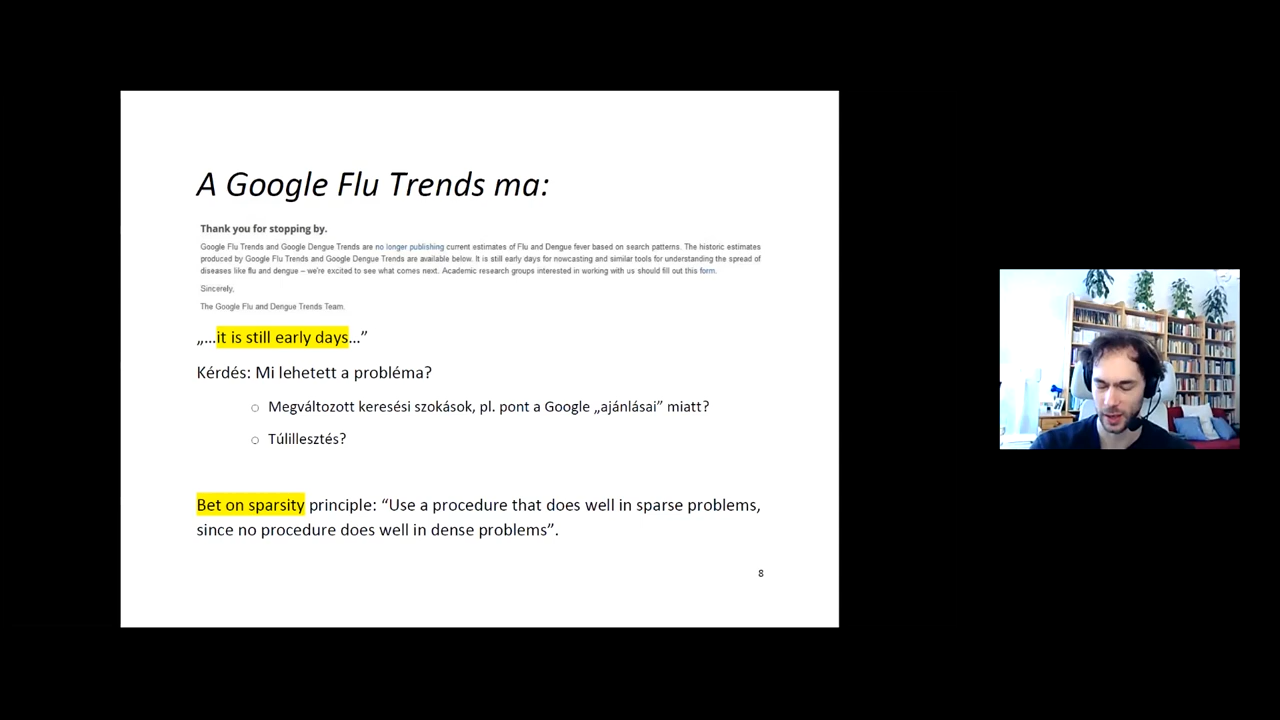 A Google Flu Trends ma:
Thank you for stopping by.
Google Flu Trends and Google Dengue Trends are no longer publishing current estimates of Flu and Dengue fever based on search patterns. The historic estimates
produced by Google Flu Trends and Google Dengue Trends are available below. It is still early days for nowcasting and similar tools for understanding the spread of
diseases like flu and dengue – we're excited to see what comes next. Academic research groups interested in working with us should fill out this form.
Sincerely,
The Google Flu and Dengue Trends Team.
„…it is still early days…”
Kérdés: Mi lehetett a probléma?
○ Megváltozott keresési szokások, pl. pont a Google „ajánlásai” miatt?
○ Túlillesztés?
Bet on sparsity principle: “Use a procedure that does well in sparse problems,
since no procedure does well in dense problems”.
8